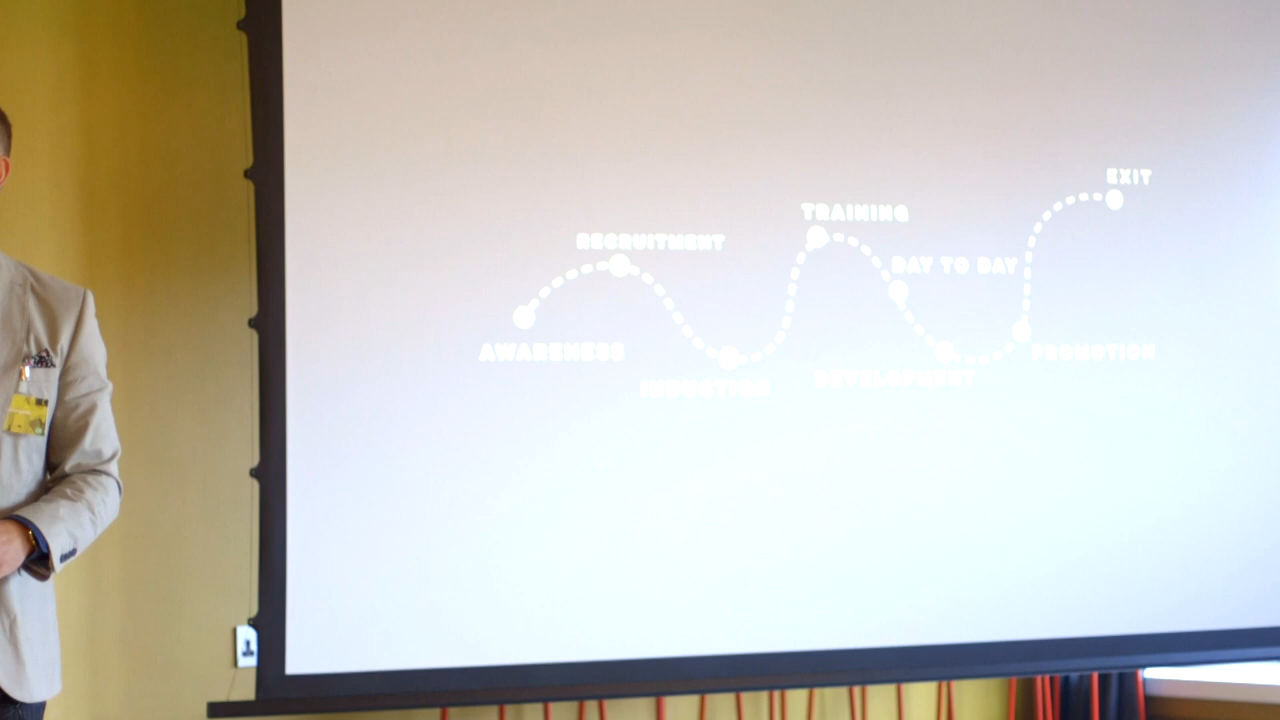 AWARENESS
RECRUITMENT
INDUCTION
TRAINING
DAY TO DAY
DEVELOPMENT
PROMOTION
EXIT